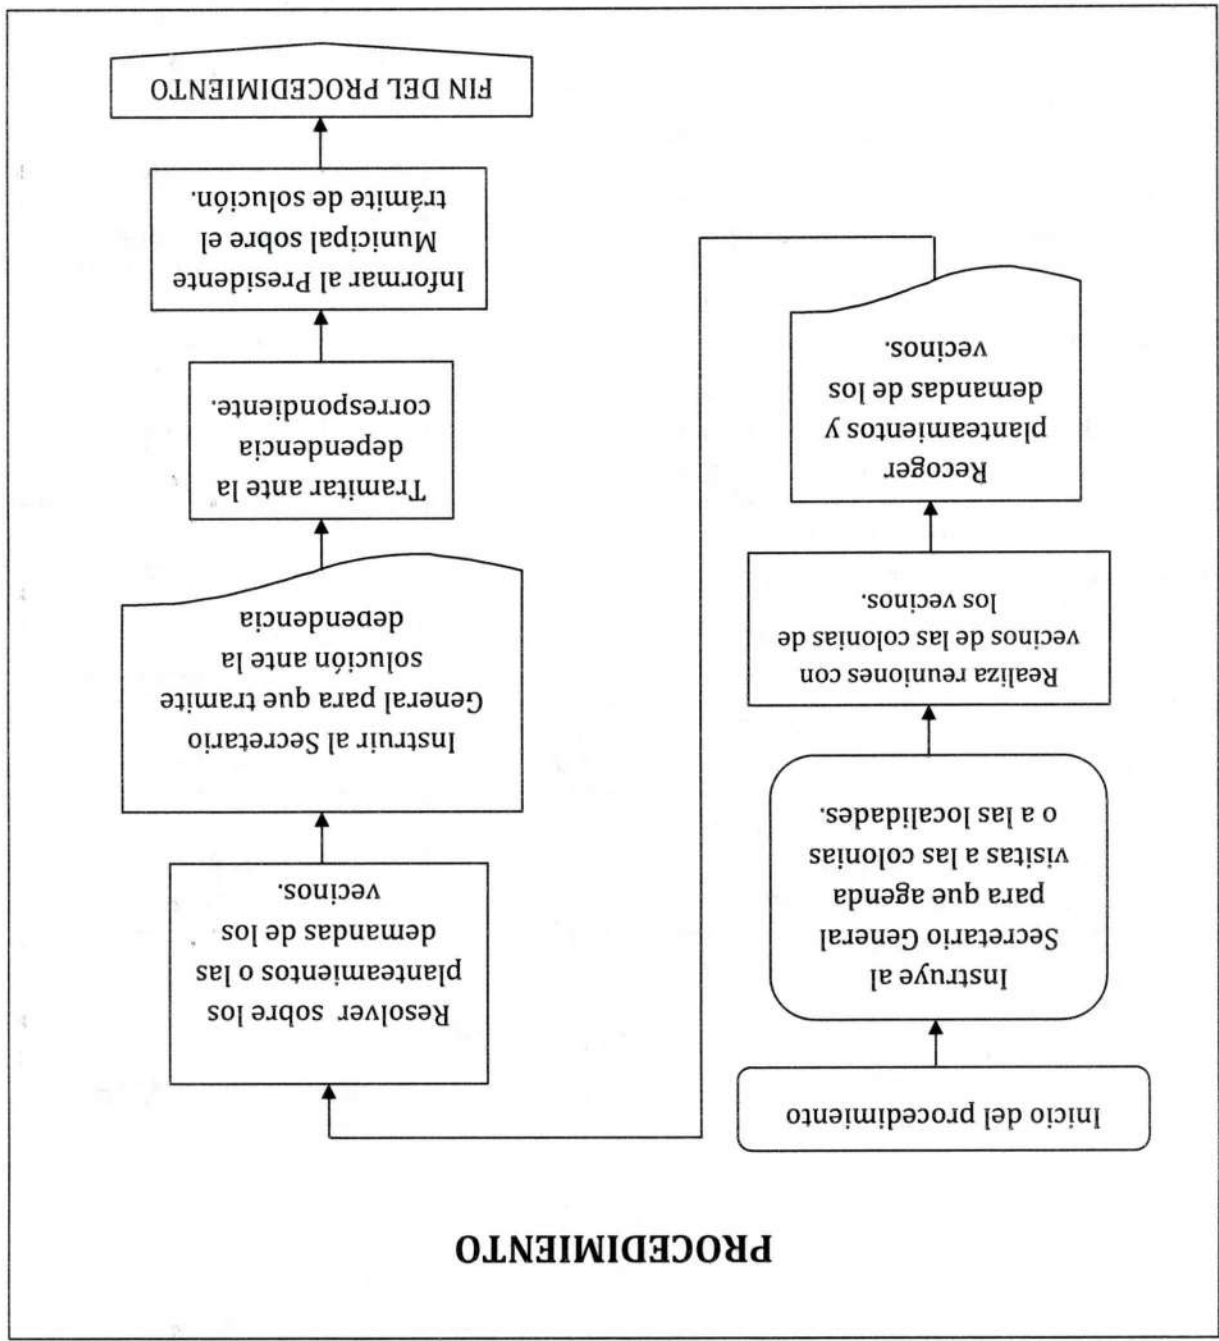 PROCEDIMIENTO
Inicio del procedimiento
Instruye al
Secretario General
para que agenda
visitas a las colonias
o a las localidades.
Realiza reuniones con
vecinos de las colonias de
los vecinos.
Recoger
planteamientos y
demandas de los
vecinos.
Resolver sobre los
planteamientos o las
demandas de los
vecinos.
Instruir al Secretario
General para que tramite
solución ante la
dependencia
Tramitar ante la
dependencia
correspondiente.
Informar al Presidente
Municipal sobre el
trámite de solución.
FIN DEL PROCEDIMIENTO